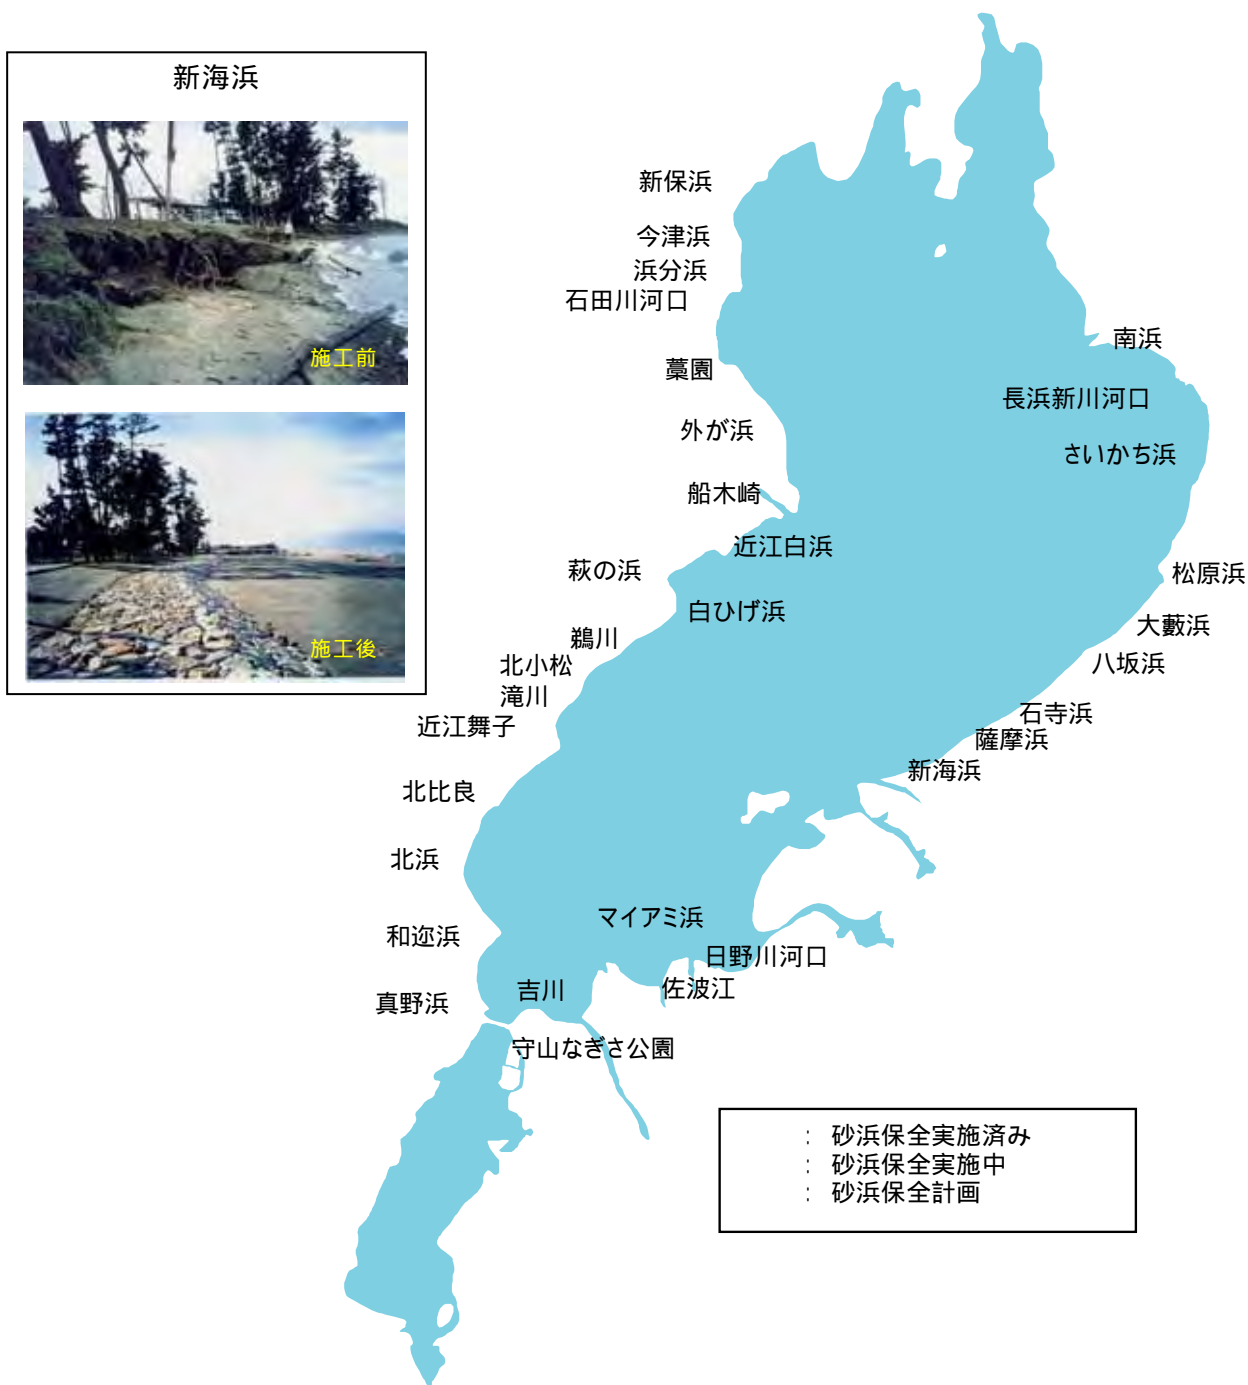 新海浜
施工前
施工後
新保浜
今津浜
浜分浜
石田川河口
藁園
外が浜
船木崎
近江白浜
萩の浜
白ひげ浜
鵜川
北小松
滝川
近江舞子
北比良
北浜
和迩浜
真野浜
南浜
長浜新川河口
さいかち浜
松原浜
大藪浜
八坂浜
石寺浜
薩摩浜
新海浜
マイアミ浜
日野川河口
佐波江
吉川
守山なぎさ公園
: 砂浜保全実施済み
: 砂浜保全実施中
: 砂浜保全計画